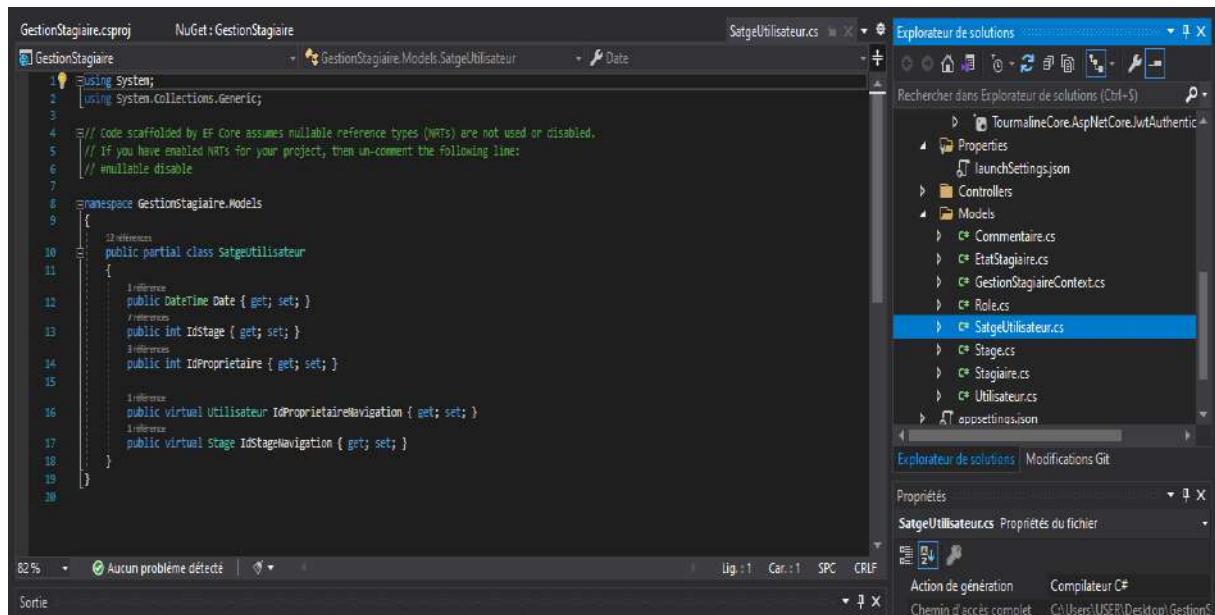 GestionStagiaire.csproj NuGet : GestionStagiaire SatgeUtilisateur.cs
GestionStagiaire GestionStagiaire.Models.SatgeUtilisateur Date
1 using System;
2 using System.Collections.Generic;
3
4 // Code scaffolded by EF Core assumes nullable reference types (NRTs) are not used or disabled.
5 // If you have enabled NRTs for your project, then un-comment the following line:
6 // #nullable disable
7
8 namespace GestionStagiaire.Models
9 {
12 références
10 public partial class SatgeUtilisateur
11 {
1 référence
12 public DateTime Date { get; set; }
7 références
13 public int IdStage { get; set; }
3 références
14 public int IdProprietaire { get; set; }
15
1 référence
16 public virtual Utilisateur IdProprietaireNavigation { get; set; }
1 référence
17 public virtual Stage IdStageNavigation { get; set; }
18 }
19 }
20
82 % Aucun problème détecté Lig. : 1 Car. : 1 SPC CRLF
Sortie
Explorateur de solutions
Rechercher dans Explorateur de solutions (Ctrl+S)
TourmalineCore.AspNetCore.JwtAuthentic
Properties
launchSettings.json
Controllers
Models
C# Commentaire.cs
C# EtatStagiaire.cs
C# GestionStagiaireContext.cs
C# Role.cs
C# SatgeUtilisateur.cs
C# Stage.cs
C# Stagiaire.cs
C# Utilisateur.cs
appsettings.json
Explorateur de solutions Modifications Git
Propriétés
SatgeUtilisateur.cs Propriétés du fichier
Action de génération Compilateur C#
Chemin d'accès complet C:\Users\USER\Desktop\GestionS